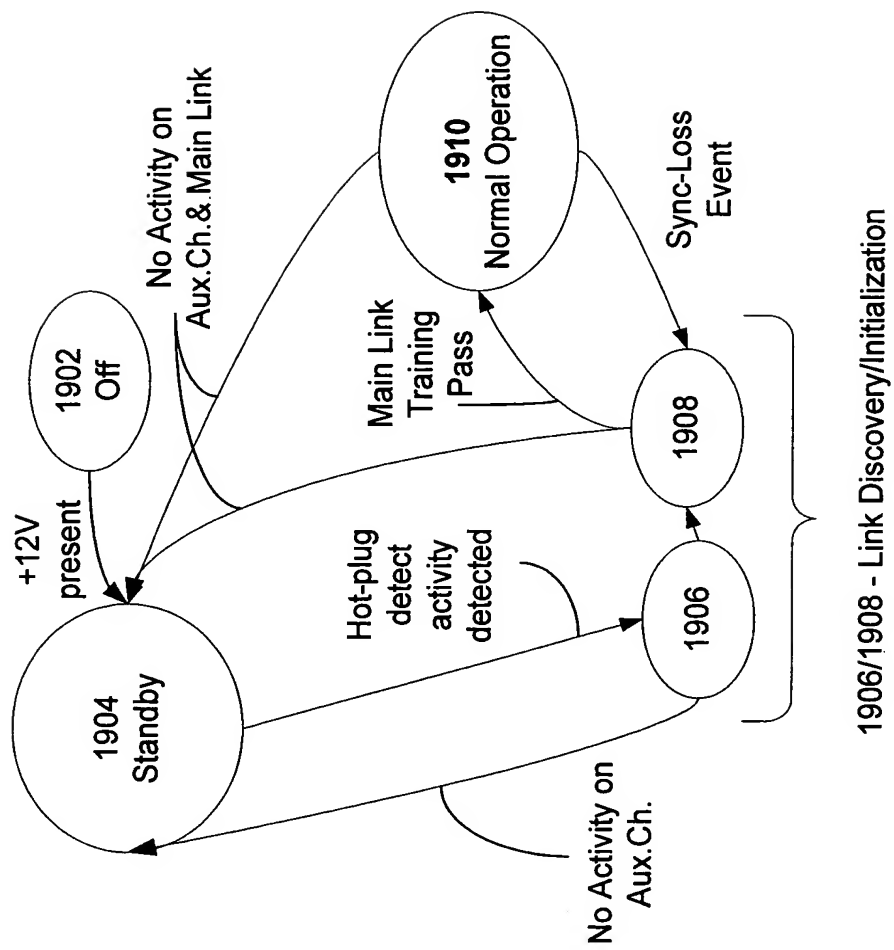 1902
Off
+12V
present
No Activity on
Aux.Ch.& Main Link
1904
Standby
1910
Normal Operation
Hot-plug
detect
activity
detected
Main Link
Training
Pass
Sync-Loss
Event
No Activity on
Aux.Ch.
1906
1908
1906/1908 - Link Discovery/Initialization